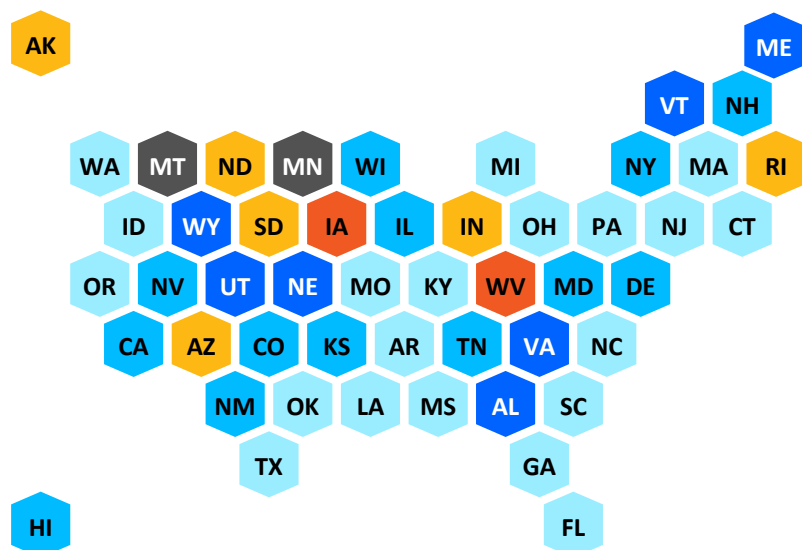 AK ME
VT NH
WA MT ND MN WI MI NY MA RI
ID WY SD IA IL IN OH PA NJ CT
OR NV UT NE MO KY WV MD DE
CA AZ CO KS AR TN VA NC
NM OK LA MS AL SC
TX GA
HI FL